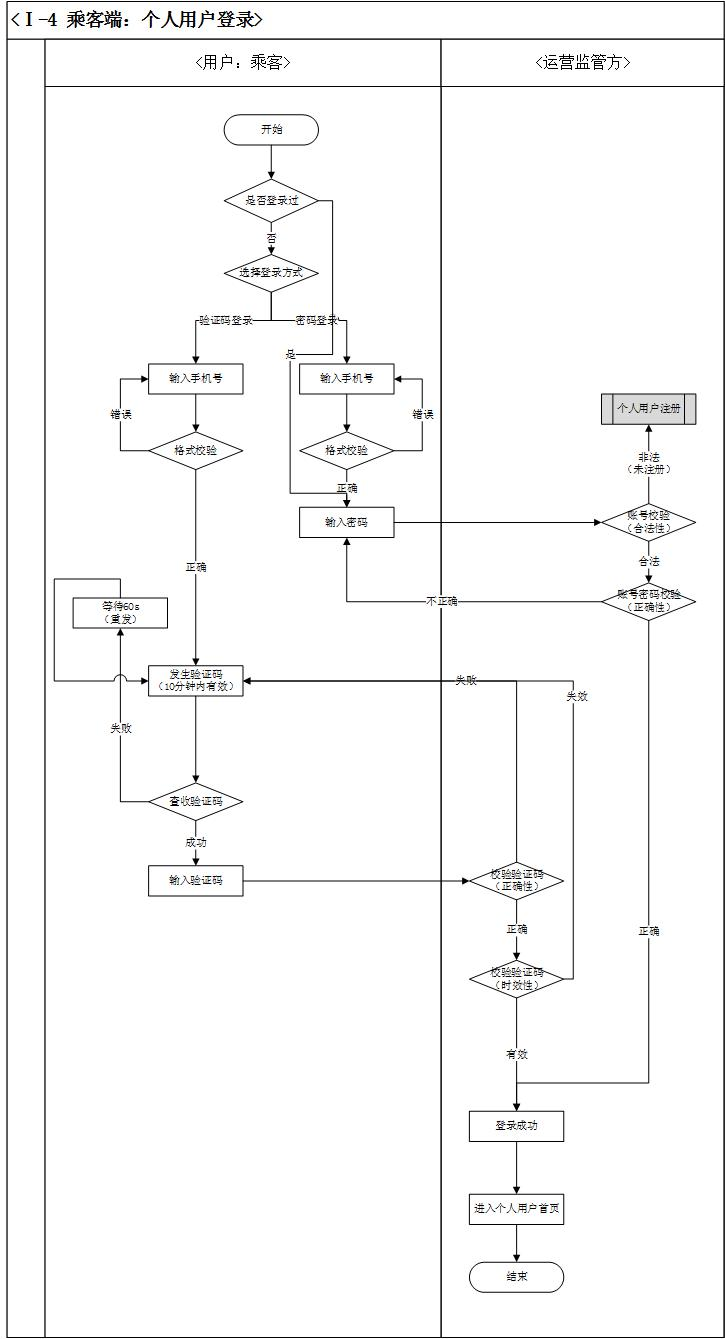 <Ⅰ-4 乘客端：个人用户登录>
<用户：乘客>
<运营监管方>
开始
是否登录过
否
选择登录方式
验证码登录
密码登录
是
输入手机号
输入手机号
错误
错误
个人用户注册
格式校验
格式校验
非法
（未注册）
正确
输入密码
账号校验
（合法性）
合法
正确
账号密码校验
（正确性）
不正确
等待60s
（重发）
发生验证码
（10分钟内有效）
失败
失效
失败
查收验证码
成功
输入验证码
校验验证码
（正确性）
正确
正确
校验验证码
（时效性）
有效
登录成功
进入个人用户首页
结束